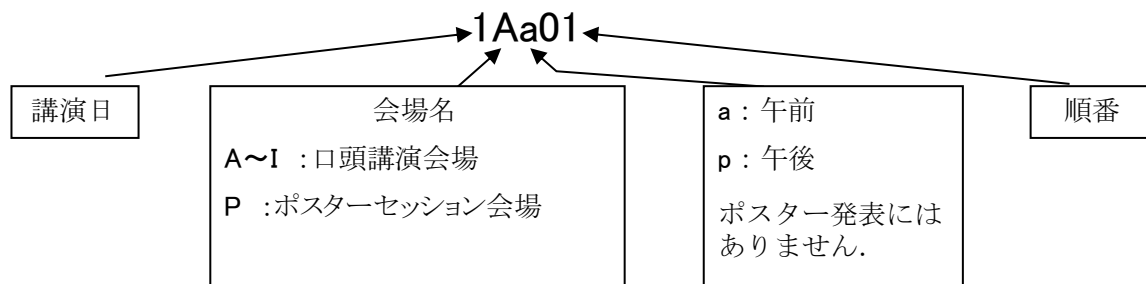 1Aa01
講演日
会場名
A~I :口頭講演会場
P :ポスターセッション会場
a：午前
p：午後
ポスター発表には
ありません.
順番